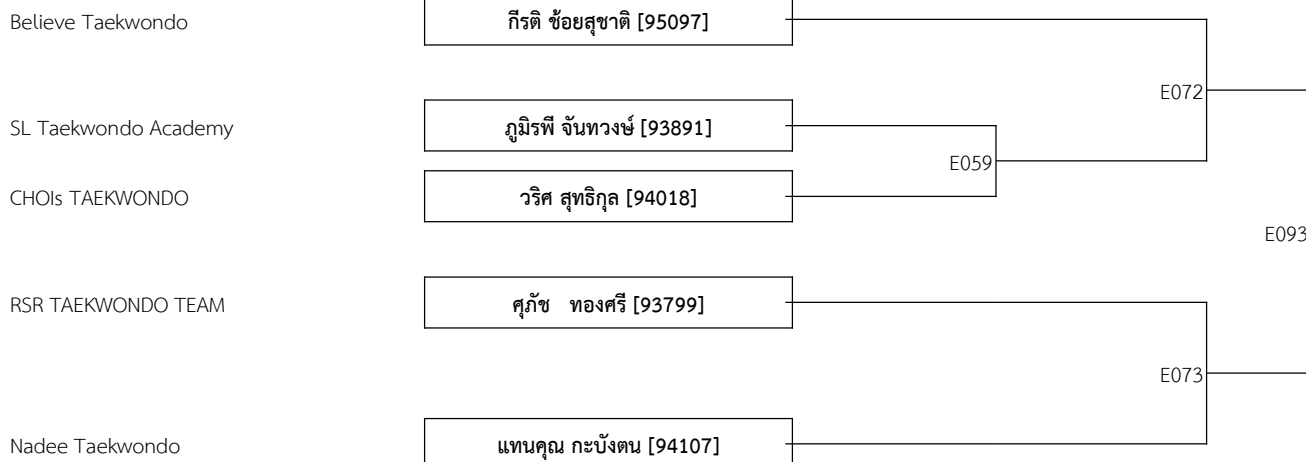 Believe Taekwondo กีรติ ช้อยสุชาติ [95097]
E072
SL Taekwondo Academy ภูมิรพี จันทวงษ์ [93891]
E059
CHOIs TAEKWONDO วริศ สุทธิกุล [94018]
E093
RSR TAEKWONDO TEAM ศุภัช ทองศรี [93799]
E073
Nadee Taekwondo แทนคุณ กะบังตน [94107]